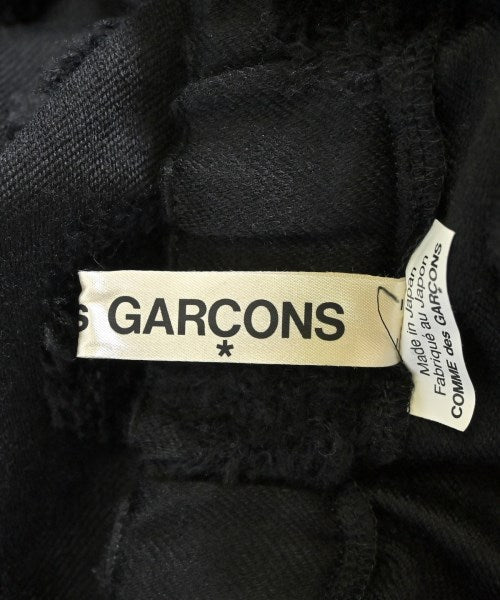 s GARÇONS
*
Made in Japan
Fabriqué au Japon
COMME des GARÇONS